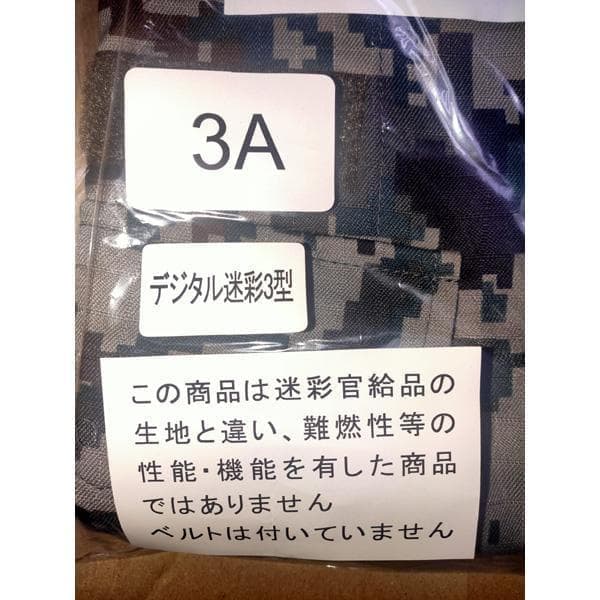 3A
デジタル迷彩3型
この商品は迷彩官給品の
生地と違い、難燃性等の
性能・機能を有した商品
ではありません
ベルトは付いていません